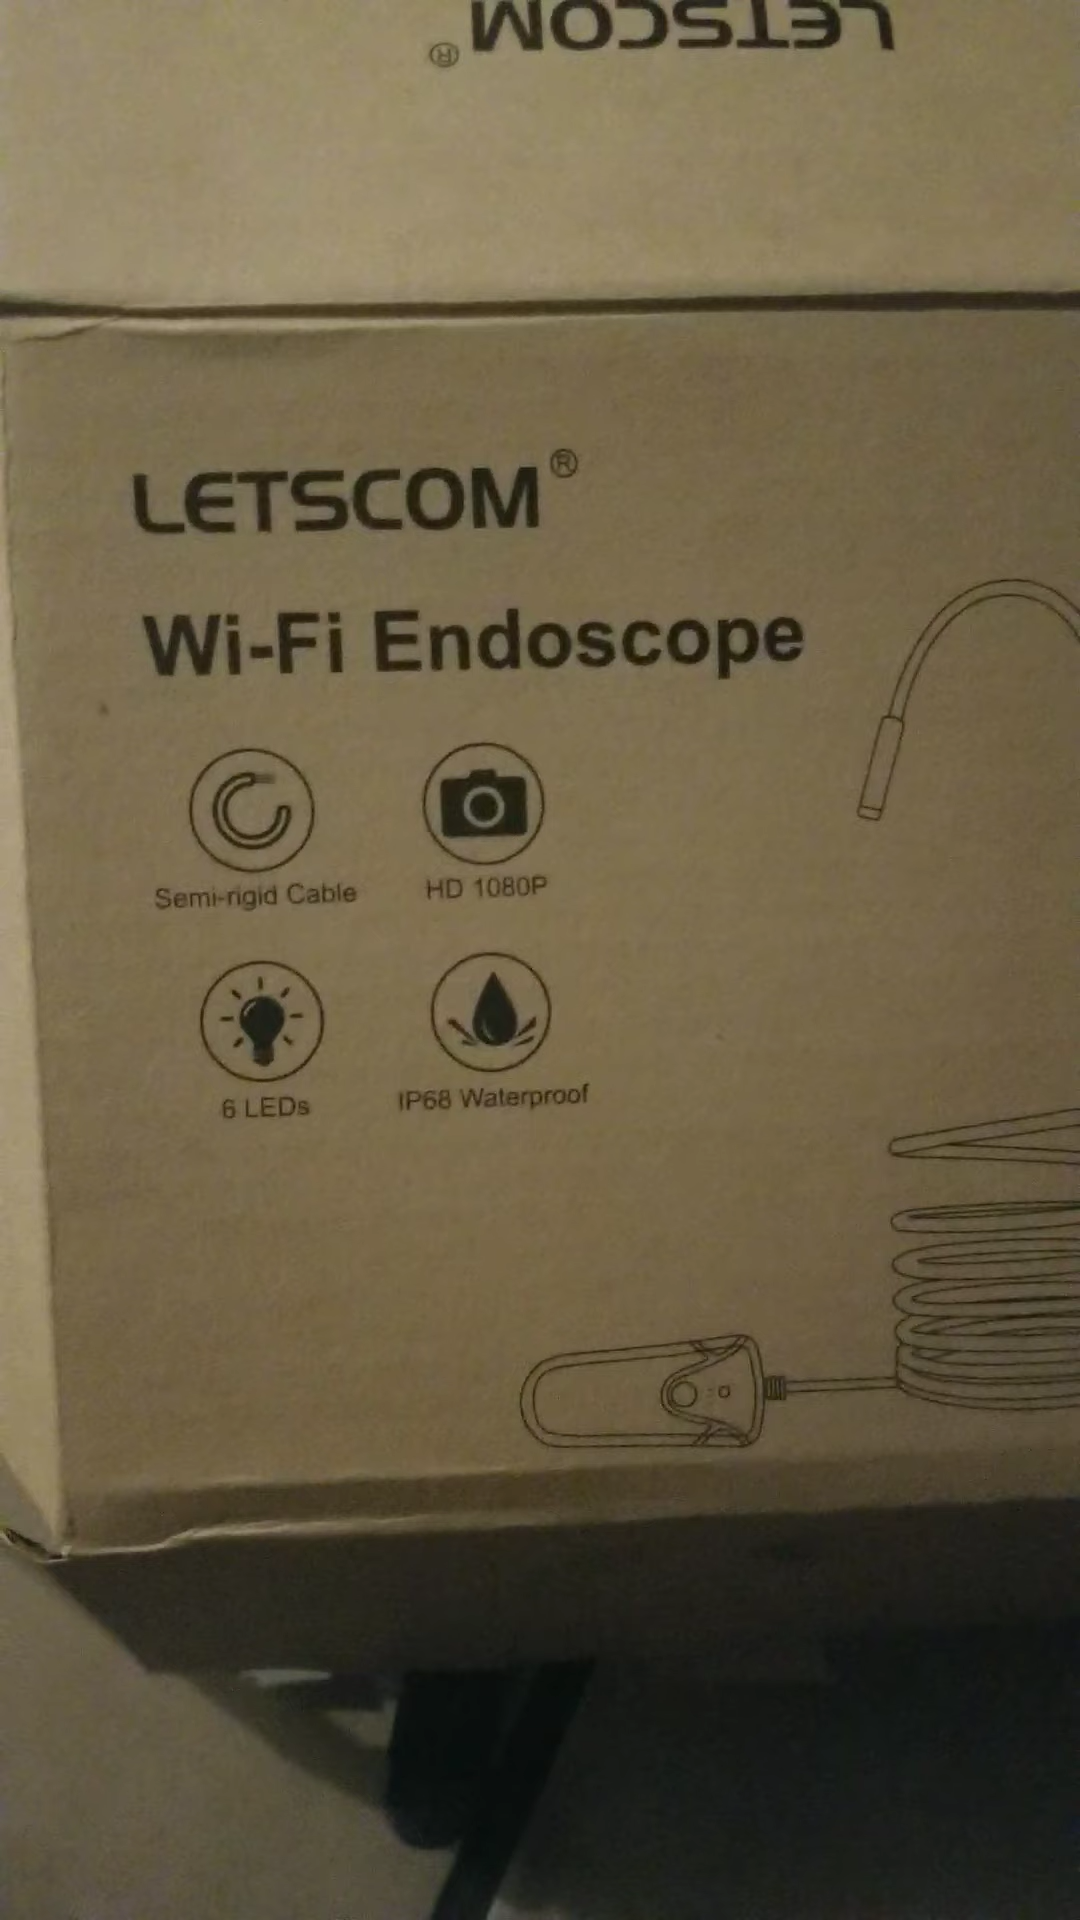 LETSCOM®
LETSCOM®
Wi-Fi Endoscope
Semi-rigid Cable
HD 1080P
6 LEDs
IP68 Waterproof